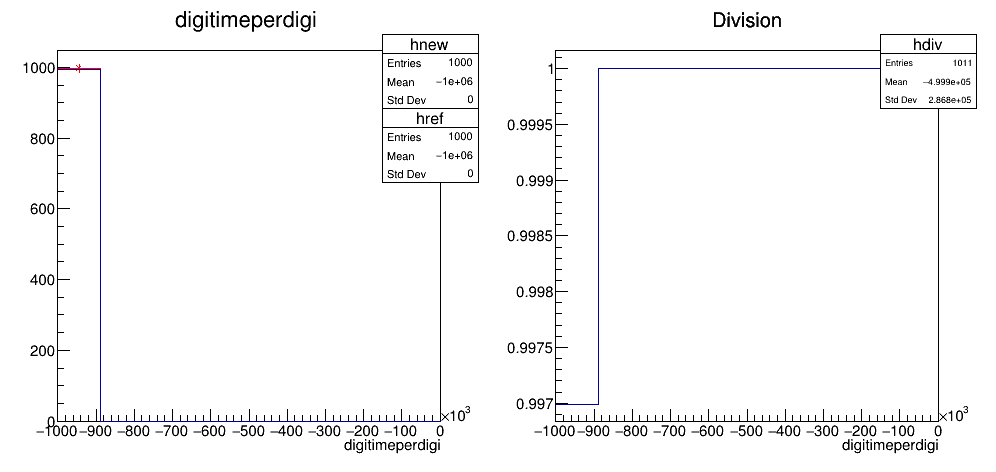 digitimeperdigi
hnew
Entries 1000
Mean −1e+06
Std Dev 0
href
Entries 1000
Mean −1e+06
Std Dev 0
1000
800
600
400
200
0
−1000 −900 −800 −700 −600 −500 −400 −300 −200 −100 0
×10³
digitimeperdigi
Division
hdiv
Entries 1011
Mean −4.999e+05
Std Dev 2.868e+05
1
0.9995
0.999
0.9985
0.998
0.9975
0.997
−1000 −900 −800 −700 −600 −500 −400 −300 −200 −100 0
×10³
digitimeperdigi